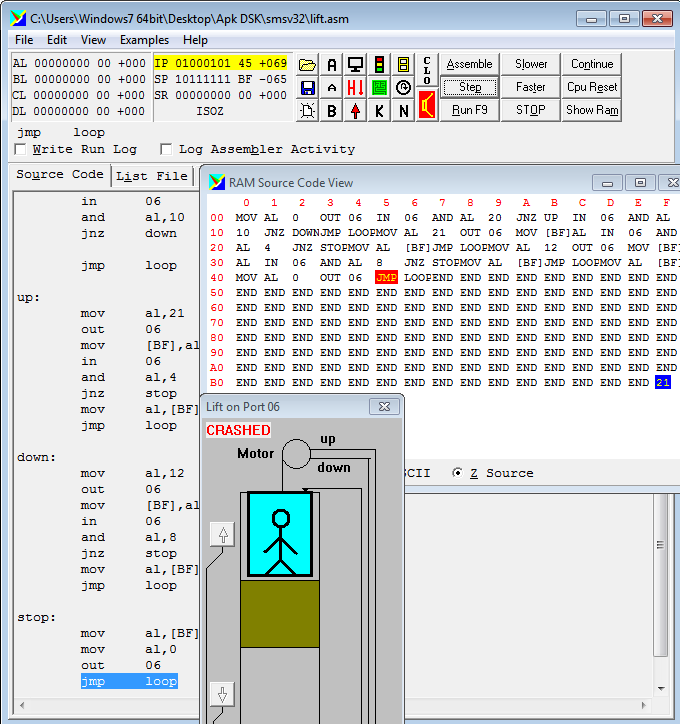 C:\Users\Windows7 64bit\Desktop\Apk DSK\smsv32\lift.asm
File Edit View Examples Help
AL 00000000 00 +000 IP 01000101 45 +069
BL 00000000 00 +000 SP 10111111 BF -065
CL 00000000 00 +000 SR 00000000 00 +000
DL 00000000 00 +000 ISOZ
A H↓ B K N
CLO
Assemble Slower Continue
Step Faster Cpu Reset
Run F9 STOP Show Ram
jmp loop
Write Run Log Log Assembler Activity
Source Code List File
in 06
and al,10
jnz down
jmp loop
up:
mov al,21
out 06
mov [BF],al
in 06
and al,4
jnz stop
mov al,[BF]
jmp loop
down:
mov al,12
out 06
mov [BF],al
in 06
and al,8
jnz stop
mov al,[BF]
jmp loop
stop:
mov al,[BF]
mov al,0
out 06
jmp loop
RAM Source Code View
0 1 2 3 4 5 6 7 8 9 A B C D E F
00 MOV AL 0 OUT 06 IN 06 AND AL 20 JNZ UP IN 06 AND AL
10 10 JNZ DOWN JMP LOOP MOV AL 21 OUT 06 MOV [BF] AL IN 06 AND
20 AL 4 JNZ STOP MOV AL [BF] JMP LOOP MOV AL 12 OUT 06 MOV [BF]
30 AL IN 06 AND AL 8 JNZ STOP MOV AL [BF] JMP LOOP MOV AL [BF]
40 MOV AL 0 OUT 06 JMP LOOP END END END END END END END END END
50 END END END END END END END END END END END END END END END END
60 END END END END END END END END END END END END END END END END
70 END END END END END END END END END END END END END END END END
80 END END END END END END END END END END END END END END END END
90 END END END END END END END END END END END END END END END END
A0 END END END END END END END END END END END END END END END END
B0 END END END END END END END END END END END END END END END 21
SCII Z Source
Lift on Port 06
CRASHED
up
Motor
down